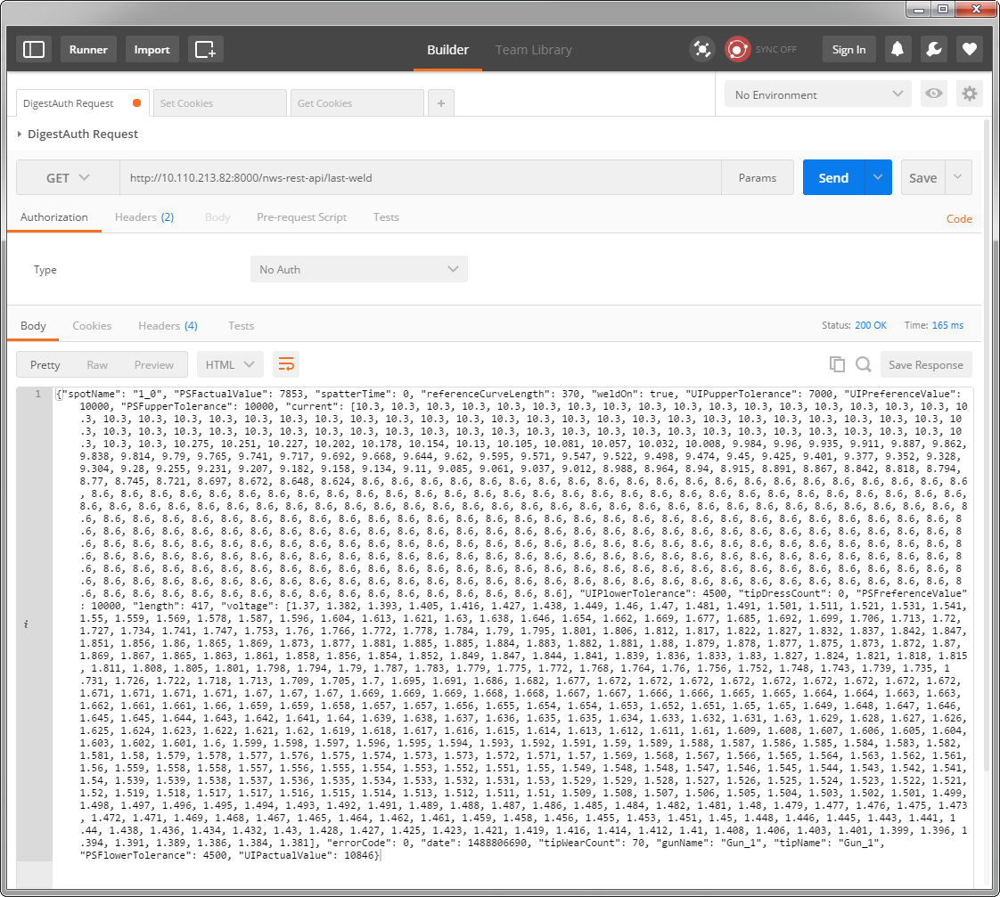 Runner
Import
Builder
Team Library
SYNC OFF
Sign In
DigestAuth Request
Set Cookies
Get Cookies
+
No Environment
DigestAuth Request
GET
http://10.110.213.82:8000/nws-rest-api/last-weld
Params
Send
Save
Authorization
Headers (2)
Body
Pre-request Script
Tests
Code
Type
No Auth
Body
Cookies
Headers (4)
Tests
Status: 200 OK
Time: 165 ms
Pretty
Raw
Preview
HTML
Save Response
1
{"spotName": "1_0", "PSFactualValue": 7853, "spatterTime": 0, "referenceCurveLength": 370, "weldOn": true, "UIPupperTolerance": 7000, "UIPreferenceValue":
10000, "PSFupperTolerance": 10000, "current": [10.3, 10.3, 10.3, 10.3, 10.3, 10.3, 10.3, 10.3, 10.3, 10.3, 10.3, 10.3, 10.3, 10.3, 10.3, 10.3, 10.3, 10
.3, 10.3, 10.3, 10.3, 10.3, 10.3, 10.3, 10.3, 10.3, 10.3, 10.3, 10.3, 10.3, 10.3, 10.3, 10.3, 10.3, 10.3, 10.3, 10.3, 10.3, 10.3, 10.3, 10.3, 10
.3, 10.3, 10.3, 10.3, 10.3, 10.3, 10.3, 10.3, 10.3, 10.3, 10.3, 10.3, 10.3, 10.3, 10.3, 10.3, 10.3, 10.3, 10.3, 10.3, 10.3, 10.3, 10.3, 10.3, 10
.3, 10.3, 10.3, 10.275, 10.251, 10.227, 10.202, 10.178, 10.154, 10.13, 10.105, 10.081, 10.057, 10.032, 10.008, 9.984, 9.96, 9.935, 9.911, 9.887, 9.862,
9.838, 9.814, 9.79, 9.765, 9.741, 9.717, 9.692, 9.668, 9.644, 9.62, 9.595, 9.571, 9.547, 9.522, 9.498, 9.474, 9.45, 9.425, 9.401, 9.377, 9.352, 9.328,
9.304, 9.28, 9.255, 9.231, 9.207, 9.182, 9.158, 9.134, 9.11, 9.085, 9.061, 9.037, 9.012, 8.988, 8.964, 8.94, 8.915, 8.891, 8.867, 8.842, 8.818, 8.794,
8.77, 8.745, 8.721, 8.697, 8.672, 8.648, 8.624, 8.6, 8.6, 8.6, 8.6, 8.6, 8.6, 8.6, 8.6, 8.6, 8.6, 8.6, 8.6, 8.6, 8.6, 8.6, 8.6, 8.6, 8.6, 8.6, 8.6, 8.6
, 8.6, 8.6, 8.6, 8.6, 8.6, 8.6, 8.6, 8.6, 8.6, 8.6, 8.6, 8.6, 8.6, 8.6, 8.6, 8.6, 8.6, 8.6, 8.6, 8.6, 8.6, 8.6, 8.6, 8.6, 8.6, 8.6, 8.6, 8.6, 8.6, 8.6,
8.6, 8.6, 8.6, 8.6, 8.6, 8.6, 8.6, 8.6, 8.6, 8.6, 8.6, 8.6, 8.6, 8.6, 8.6, 8.6, 8.6, 8.6, 8.6, 8.6, 8.6, 8.6, 8.6, 8.6, 8.6, 8.6, 8.6, 8.6, 8.6, 8.6, 8
.6, 8.6, 8.6, 8.6, 8.6, 8.6, 8.6, 8.6, 8.6, 8.6, 8.6, 8.6, 8.6, 8.6, 8.6, 8.6, 8.6, 8.6, 8.6, 8.6, 8.6, 8.6, 8.6, 8.6, 8.6, 8.6, 8.6, 8.6, 8.6, 8.6, 8
.6, 8.6, 8.6, 8.6, 8.6, 8.6, 8.6, 8.6, 8.6, 8.6, 8.6, 8.6, 8.6, 8.6, 8.6, 8.6, 8.6, 8.6, 8.6, 8.6, 8.6, 8.6, 8.6, 8.6, 8.6, 8.6, 8.6, 8.6, 8.6, 8.6, 8
.6, 8.6, 8.6, 8.6, 8.6, 8.6, 8.6, 8.6, 8.6, 8.6, 8.6, 8.6, 8.6, 8.6, 8.6, 8.6, 8.6, 8.6, 8.6, 8.6, 8.6, 8.6, 8.6, 8.6, 8.6, 8.6, 8.6, 8.6, 8.6, 8.6, 8
.6, 8.6, 8.6, 8.6, 8.6, 8.6, 8.6, 8.6, 8.6, 8.6, 8.6, 8.6, 8.6, 8.6, 8.6, 8.6, 8.6, 8.6, 8.6, 8.6, 8.6, 8.6, 8.6, 8.6, 8.6, 8.6, 8.6, 8.6, 8.6, 8.6, 8
.6, 8.6, 8.6, 8.6, 8.6, 8.6, 8.6, 8.6, 8.6, 8.6, 8.6, 8.6, 8.6, 8.6, 8.6, 8.6, 8.6, 8.6, 8.6, 8.6, 8.6, 8.6, 8.6, 8.6, 8.6, 8.6, 8.6, 8.6, 8.6, 8.6, 8
.6, 8.6, 8.6, 8.6, 8.6, 8.6, 8.6, 8.6, 8.6, 8.6, 8.6, 8.6, 8.6, 8.6, 8.6, 8.6, 8.6, 8.6, 8.6, 8.6, 8.6, 8.6, 8.6, 8.6, 8.6, 8.6, 8.6, 8.6, 8.6, 8.6, 8
.6, 8.6, 8.6, 8.6, 8.6, 8.6, 8.6, 8.6, 8.6, 8.6, 8.6, 8.6, 8.6, 8.6, 8.6, 8.6, 8.6], "UIPlowerTolerance": 4500, "tipDressCount": 0, "PSFreferenceValue"
: 10000, "length": 417, "voltage": [1.37, 1.382, 1.393, 1.405, 1.416, 1.427, 1.438, 1.449, 1.46, 1.47, 1.481, 1.491, 1.501, 1.511, 1.521, 1.531, 1.541,
1.55, 1.559, 1.569, 1.578, 1.587, 1.596, 1.604, 1.613, 1.621, 1.63, 1.638, 1.646, 1.654, 1.662, 1.669, 1.677, 1.685, 1.692, 1.699, 1.706, 1.713, 1.72,
1.727, 1.734, 1.741, 1.747, 1.753, 1.76, 1.766, 1.772, 1.778, 1.784, 1.79, 1.795, 1.801, 1.806, 1.812, 1.817, 1.822, 1.827, 1.832, 1.837, 1.842, 1.847,
1.851, 1.856, 1.86, 1.865, 1.869, 1.873, 1.877, 1.881, 1.885, 1.885, 1.884, 1.883, 1.882, 1.881, 1.88, 1.879, 1.878, 1.877, 1.875, 1.873, 1.872, 1.87,
1.869, 1.867, 1.865, 1.863, 1.861, 1.858, 1.856, 1.854, 1.852, 1.849, 1.847, 1.844, 1.841, 1.839, 1.836, 1.833, 1.83, 1.827, 1.824, 1.821, 1.818, 1.815
, 1.811, 1.808, 1.805, 1.801, 1.798, 1.794, 1.79, 1.787, 1.783, 1.779, 1.775, 1.772, 1.768, 1.764, 1.76, 1.756, 1.752, 1.748, 1.743, 1.739, 1.735, 1
.731, 1.726, 1.722, 1.718, 1.713, 1.709, 1.705, 1.7, 1.695, 1.691, 1.686, 1.682, 1.677, 1.672, 1.672, 1.672, 1.672, 1.672, 1.672, 1.672, 1.672, 1.672,
1.671, 1.671, 1.671, 1.671, 1.67, 1.67, 1.67, 1.669, 1.669, 1.669, 1.668, 1.668, 1.667, 1.667, 1.666, 1.666, 1.665, 1.665, 1.664, 1.664, 1.663, 1.663,
1.662, 1.661, 1.661, 1.66, 1.659, 1.659, 1.658, 1.657, 1.657, 1.656, 1.655, 1.654, 1.654, 1.653, 1.652, 1.651, 1.65, 1.65, 1.649, 1.648, 1.647, 1.646,
1.645, 1.645, 1.644, 1.643, 1.642, 1.641, 1.64, 1.639, 1.638, 1.637, 1.636, 1.635, 1.635, 1.634, 1.633, 1.632, 1.631, 1.63, 1.629, 1.628, 1.627, 1.626,
1.625, 1.624, 1.623, 1.622, 1.621, 1.62, 1.619, 1.618, 1.617, 1.616, 1.615, 1.614, 1.613, 1.612, 1.611, 1.61, 1.609, 1.608, 1.607, 1.606, 1.605, 1.604,
1.603, 1.602, 1.601, 1.6, 1.599, 1.598, 1.597, 1.596, 1.595, 1.594, 1.593, 1.592, 1.591, 1.59, 1.589, 1.588, 1.587, 1.586, 1.585, 1.584, 1.583, 1.582,
1.581, 1.58, 1.579, 1.578, 1.577, 1.576, 1.575, 1.574, 1.573, 1.573, 1.572, 1.571, 1.57, 1.569, 1.568, 1.567, 1.566, 1.565, 1.564, 1.563, 1.562, 1.561,
1.56, 1.559, 1.558, 1.558, 1.557, 1.556, 1.555, 1.554, 1.553, 1.552, 1.551, 1.55, 1.549, 1.548, 1.548, 1.547, 1.546, 1.545, 1.544, 1.543, 1.542, 1.541,
1.54, 1.539, 1.539, 1.538, 1.537, 1.536, 1.535, 1.534, 1.533, 1.532, 1.531, 1.53, 1.529, 1.529, 1.528, 1.527, 1.526, 1.525, 1.524, 1.523, 1.522, 1.521,
1.52, 1.519, 1.518, 1.517, 1.517, 1.516, 1.515, 1.514, 1.513, 1.512, 1.511, 1.51, 1.509, 1.508, 1.507, 1.506, 1.505, 1.504, 1.503, 1.502, 1.501, 1.499,
1.498, 1.497, 1.496, 1.495, 1.494, 1.493, 1.492, 1.491, 1.489, 1.488, 1.487, 1.486, 1.485, 1.484, 1.482, 1.481, 1.48, 1.479, 1.477, 1.476, 1.475, 1.473
, 1.472, 1.471, 1.469, 1.468, 1.467, 1.465, 1.464, 1.462, 1.461, 1.459, 1.458, 1.456, 1.455, 1.453, 1.451, 1.45, 1.448, 1.446, 1.445, 1.443, 1.441, 1
.44, 1.438, 1.436, 1.434, 1.432, 1.43, 1.428, 1.427, 1.425, 1.423, 1.421, 1.419, 1.416, 1.414, 1.412, 1.41, 1.408, 1.406, 1.403, 1.401, 1.399, 1.396, 1
.394, 1.391, 1.389, 1.386, 1.384, 1.381], "errorCode": 0, "date": 1488806690, "tipWearCount": 70, "gunName": "Gun_1", "tipName": "Gun_1",
"PSFlowerTolerance": 4500, "UIPactualValue": 10846}